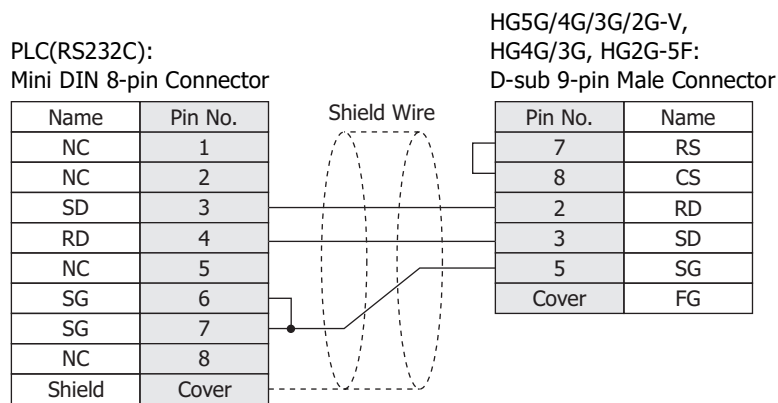 HG5G/4G/3G/2G-V,
PLC(RS232C): HG4G/3G, HG2G-5F:
Mini DIN 8-pin Connector D-sub 9-pin Male Connector
Name Pin No. Shield Wire Pin No. Name
NC 1 7 RS
NC 2 8 CS
SD 3 2 RD
RD 4 3 SD
NC 5 5 SG
SG 6 Cover FG
SG 7
NC 8
Shield Cover